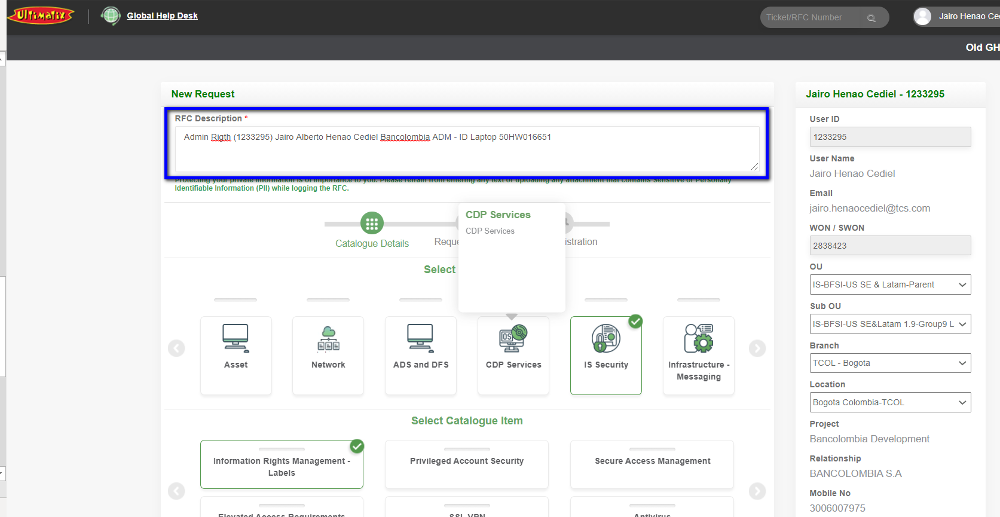 Ultimatix
Global Help Desk
Ticket/RFC Number
Jairo Henao Ce
Old GH
New Request
RFC Description *
Admin Rigth (1233295) Jairo Alberto Henao Cediel Bancolombia ADM - ID Laptop 50HW016651
Protecting your private information is of importance to you. Please refrain from entering any text or uploading any attachment that contains Sensitive or Personally
Identifiable Information (PII) while logging the RFC.
Catalogue Details
Reque
istration
CDP Services
CDP Services
Select
Asset
Network
ADS and DFS
OS
CDP Services
IS Security
Infrastructure -
Messaging
Select Catalogue Item
Information Rights Management -
Labels
Privileged Account Security
Secure Access Management
Elevated Access Requirements
SSL VPN
Antivirus
Jairo Henao Cediel - 1233295
User ID
1233295
User Name
Jairo Henao Cediel
Email
jairo.henaocediel@tcs.com
WON / SWON
2838423
OU
IS-BFSI-US SE & Latam-Parent
Sub OU
IS-BFSI-US SE&Latam 1.9-Group9 L
Branch
TCOL - Bogota
Location
Bogota Colombia-TCOL
Project
Bancolombia Development
Relationship
BANCOLOMBIA S.A
Mobile No
3006007975